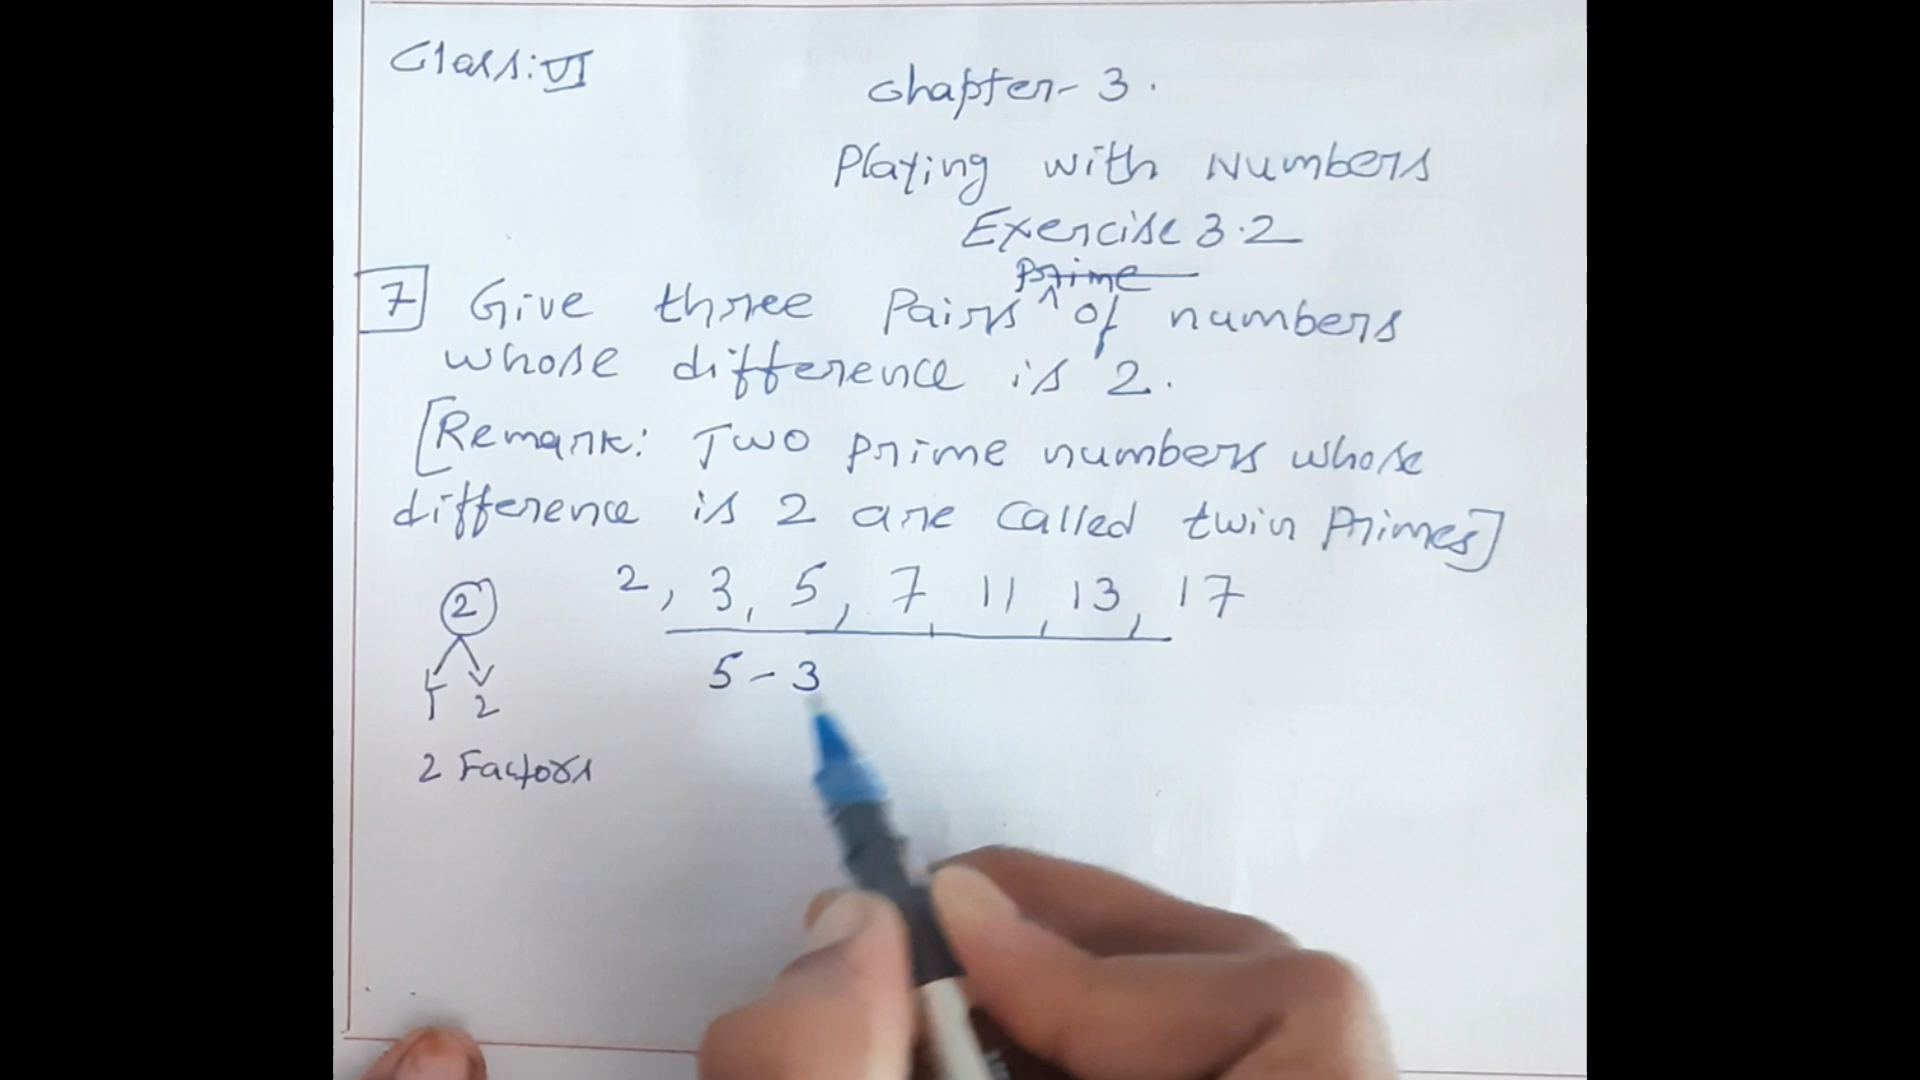 Class: VI
Chapter - 3.
Playing with Numbers
Exercise 3.2
prime
7 Give three Pairs ^ of numbers
whose difference is 2.
[Remark: Two prime numbers whose
difference is 2 are called twin Primes]
2, 3, 5, 7, 11, 13, 17
2
5 - 3
1 2
2 Factors